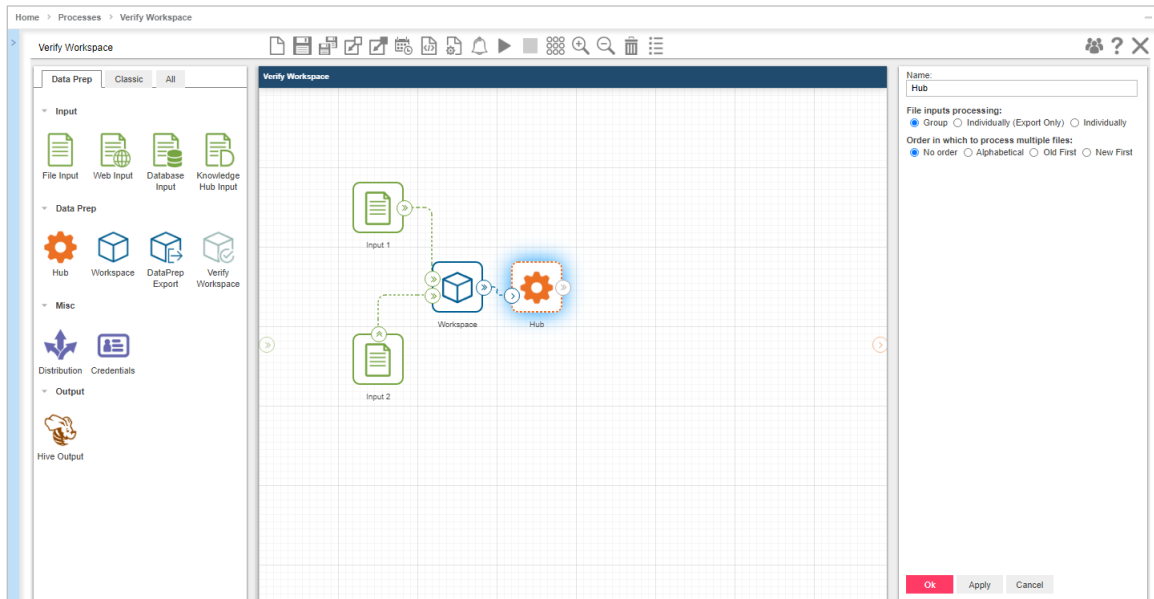 Home > Processes > Verify Workspace
Verify Workspace
Data Prep Classic All
Input
File Input Web Input Database Input Knowledge Hub Input
Data Prep
Hub Workspace DataPrep Export Verify Workspace
Misc
Distribution Credentials
Output
Hive Output
Verify Workspace
Input 1
Workspace Hub
Input 2
Name:
Hub
File inputs processing:
Group Individually (Export Only) Individually
Order in which to process multiple files:
No order Alphabetical Old First New First
Ok Apply Cancel